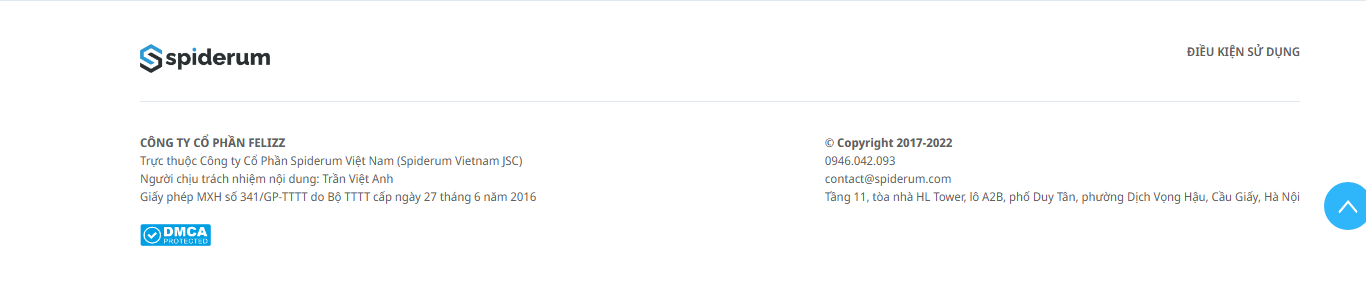 spiderum
ĐIỀU KIỆN SỬ DỤNG
CÔNG TY CỔ PHẦN FELIZZ
Trực thuộc Công ty Cổ Phần Spiderum Việt Nam (Spiderum Vietnam JSC)
Người chịu trách nhiệm nội dung: Trần Việt Anh
Giấy phép MXH số 341/GP-TTTT do Bộ TTTT cấp ngày 27 tháng 6 năm 2016
DMCA
PROTECTED
© Copyright 2017-2022
0946.042.093
contact@spiderum.com
Tầng 11, tòa nhà HL Tower, lô A2B, phố Duy Tân, phường Dịch Vọng Hậu, Cầu Giấy, Hà Nội